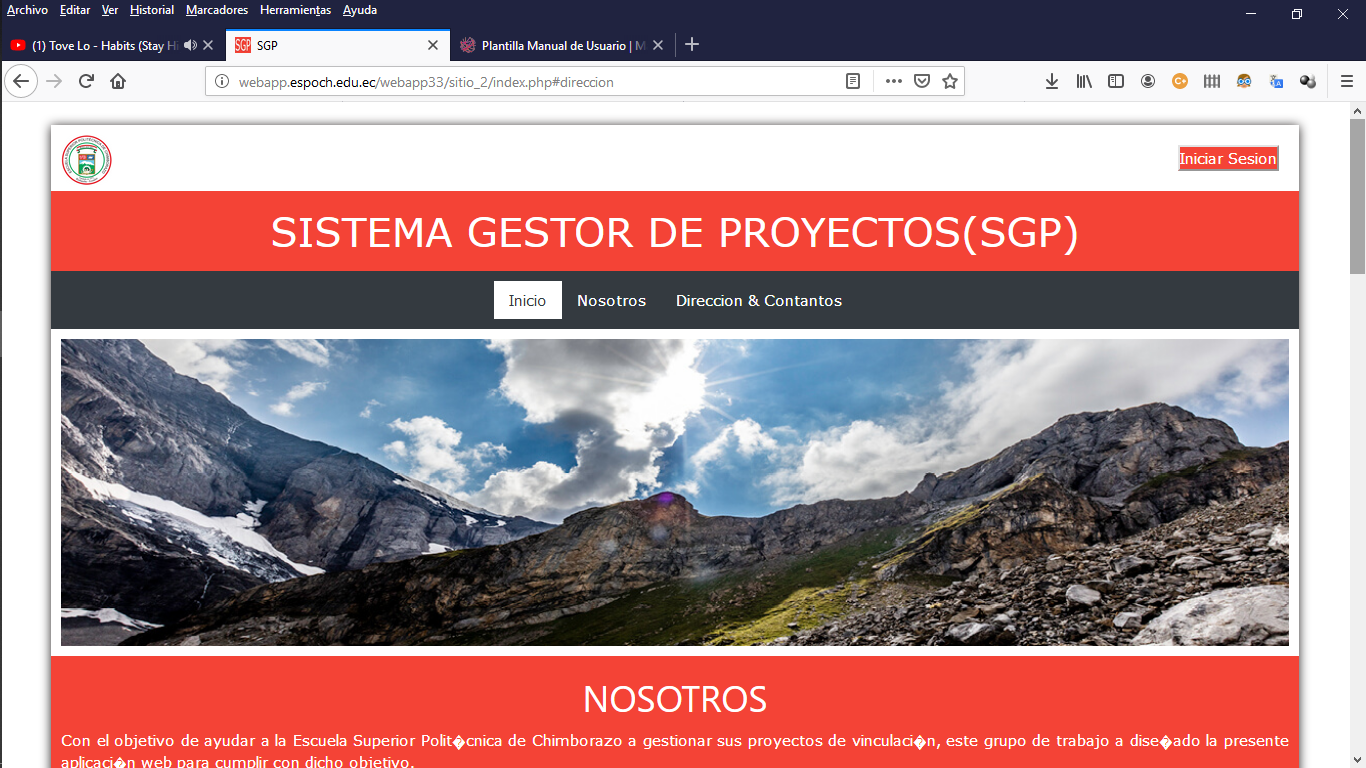 Archivo Editar Ver Historial Marcadores Herramientas Ayuda
(1) Tove Lo - Habits (Stay Hi
SGP SGP
Plantilla Manual de Usuario | M
webapp.espoch.edu.ec/webapp33/sitio_2/index.php#direccion
Iniciar Sesion
SISTEMA GESTOR DE PROYECTOS(SGP)
Inicio Nosotros Direccion & Contantos
NOSOTROS
Con el objetivo de ayudar a la Escuela Superior Polit�cnica de Chimborazo a gestionar sus proyectos de vinculaci�n, este grupo de trabajo a dise�ado la presente
aplicaci�n web para cumplir con dicho objetivo.